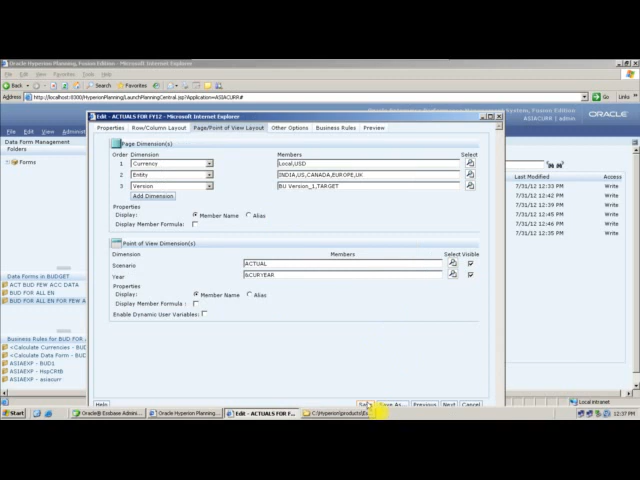 Oracle Hyperion Planning, Fusion Edition - Microsoft Internet Explorer
File Edit View Favorites Tools Help
Back Search Favorites
Address http://localhost:8300/HyperionPlanning/LaunchPlanningCentral.jsp?Application=ASIACURR# Go Links
System, Fusion Edition ORACLE
File Edit View ASIACURR | admin
Edit - ACTUALS FOR FY12 - Microsoft Internet Explorer
Properties Row/Column Layout Page/Point of View Layout Other Options Business Rules Preview
Data Form Management
Folders
Forms
Page Dimension(s)
Order Dimension Members Select
1 Currency Local,USD
2 Entity INDIA,US,CANADA,EUROPE,UK
3 Version BU Version_1,TARGET
Add Dimension
Properties
Display: Member Name Alias
Display Member Formula:
Point of View Dimension(s)
Dimension Members Select Visible
Scenario ACTUAL
Year &CURYEAR
Properties
Display: Member Name Alias
Display Member Formula :
Enable Dynamic User Variables:
Help Save As... Previous Next Cancel
Last Modified Access
7/31/12 12:33 PM Write
7/31/12 12:34 PM Write
7/31/12 12:35 PM Write
7/31/12 12:34 PM Write
7/31/12 12:34 PM Write
7/31/12 12:35 PM Write
Data Forms in BUDGET
ACT BUD FEW ACC DATA
BUD FOR ALL EN
BUD FOR ALL EN FOR FEW A
Business Rules for BUD FOR
<Calculate Currencies - BUD
<Calculate Data Form - BUD
ASIAEXP - BUD1
ASIAEXP - HspCRtB
ASIAEXP - asiacurr
Local intranet
Start Oracle® Essbase Admini... Oracle Hyperion Planning... Edit - ACTUALS FOR F... C:\Hyperion\products\Es 12:37 PM